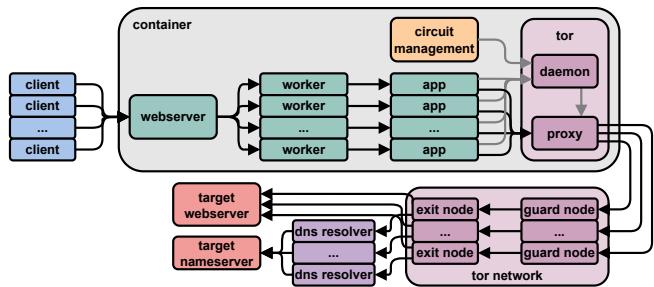 container
circuit
management
tor
daemon
client
client
...
client
webserver
worker
worker
...
worker
app
app
...
app
proxy
target
webserver
target
nameserver
dns resolver
...
dns resolver
exit node
...
exit node
guard node
...
guard node
tor network